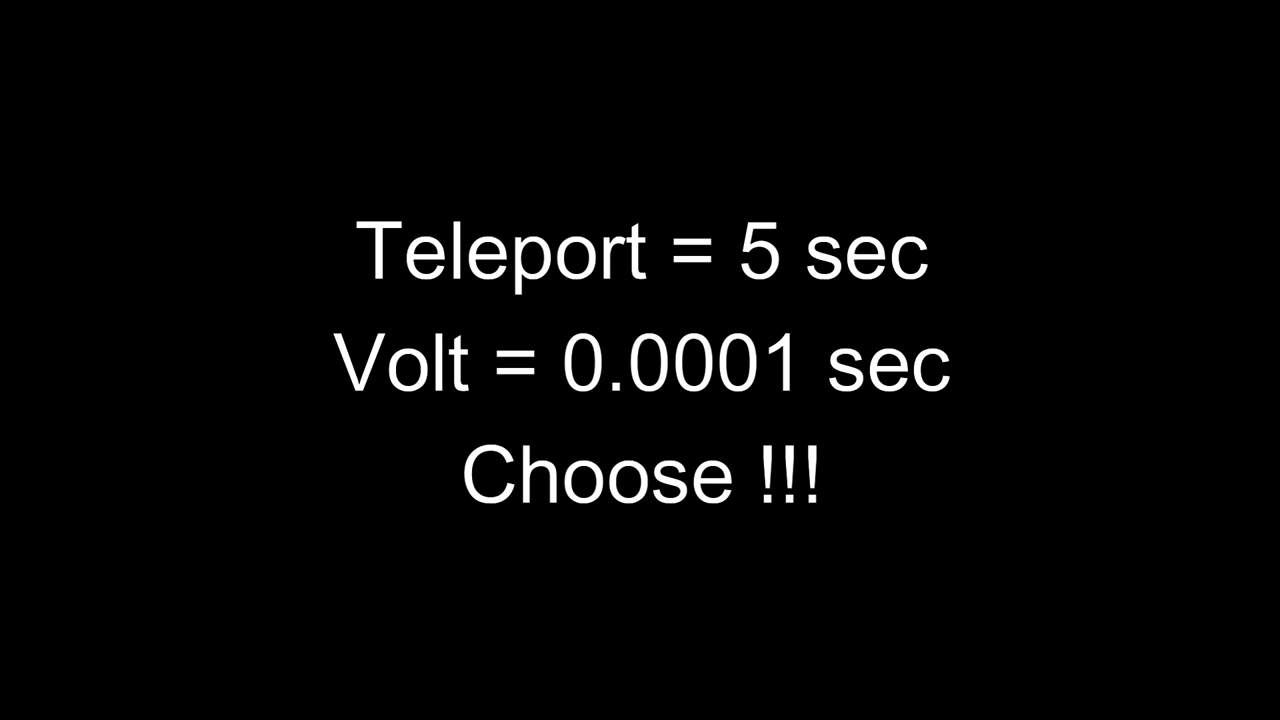 Teleport = 5 sec
Volt = 0.0001 sec
Choose !!!